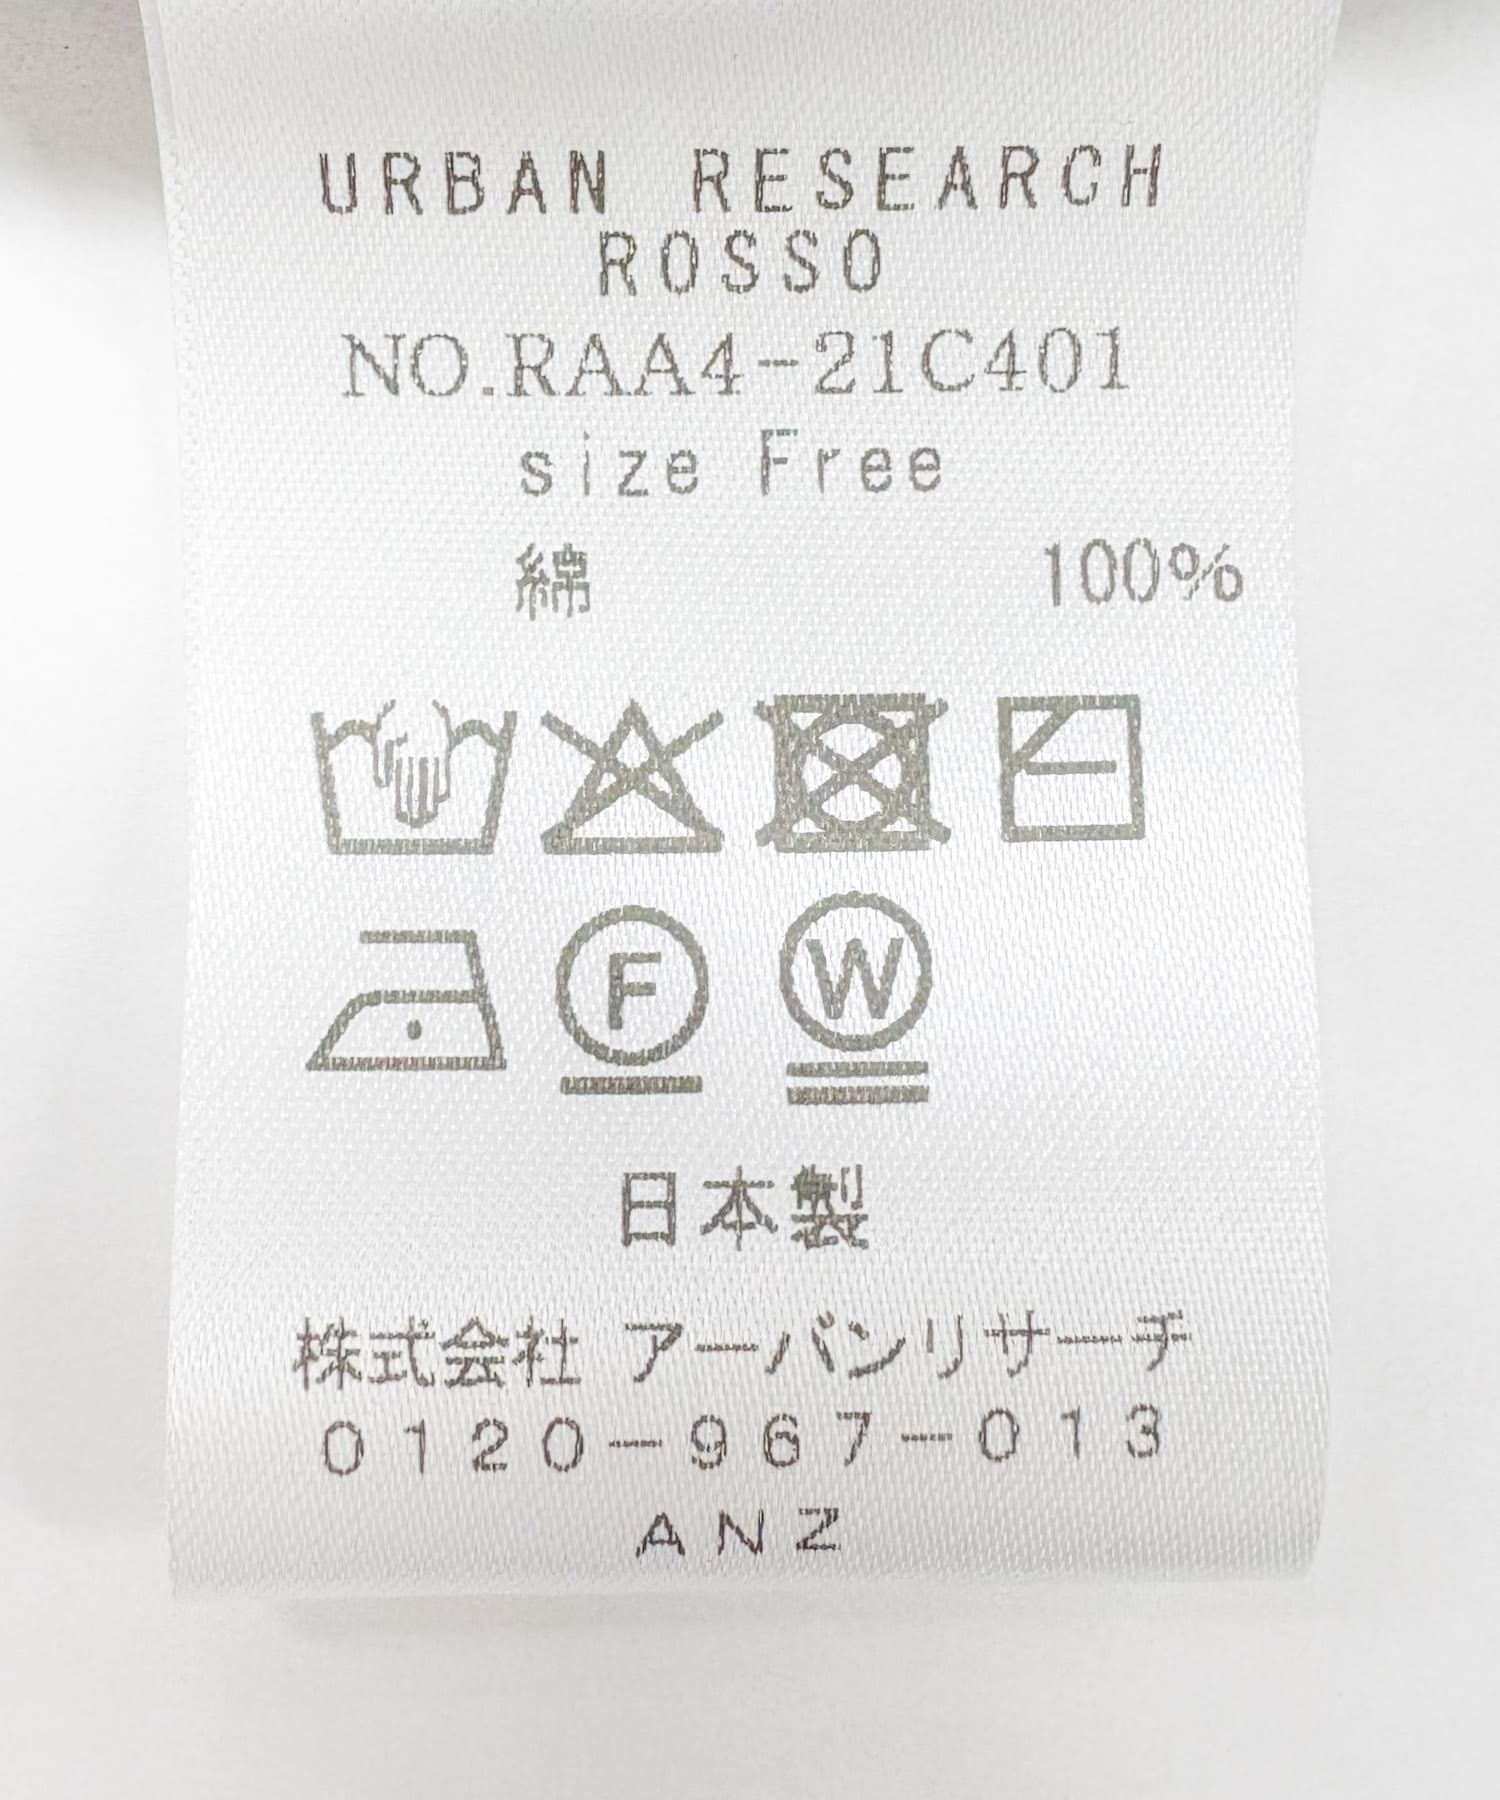 URBAN RESEARCH
ROSSO
NO.RAA4-21C401
size Free
綿 100%
F W
日本製
株式会社 アーバンリサーチ
0120-967-013
ANZ